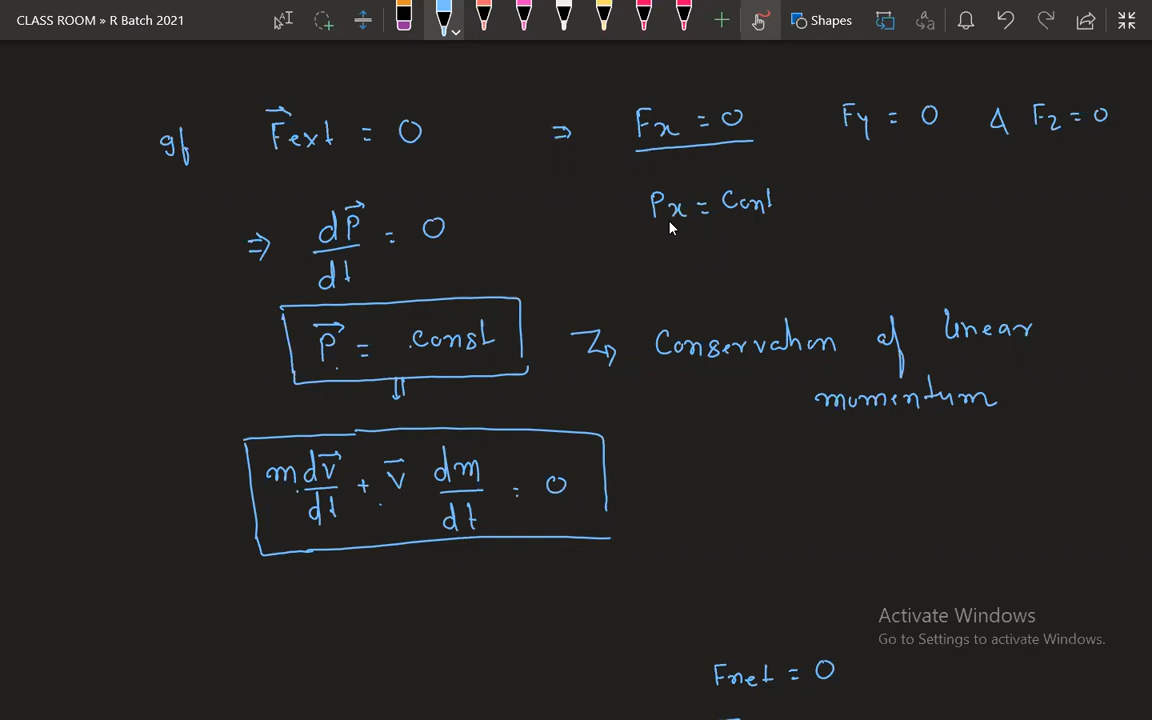 CLASS ROOM » R Batch 2021
Shapes
If F⃗ext = 0 ⇒ Fx = 0 Fy = 0 & Fz = 0
Px = Const
⇒ dP⃗/dt = 0
P⃗ = const → Conservation of linear
momentum
⇓
m dv⃗/dt + v⃗ dm/dt = 0
Activate Windows
Go to Settings to activate Windows.
Fnet = 0